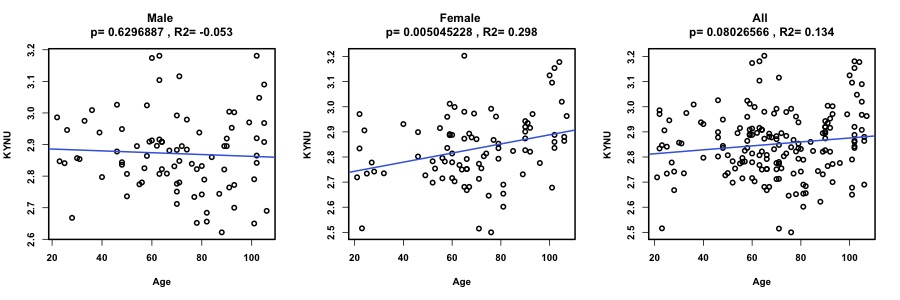 Male
p= 0.6296887 , R2= -0.053
KYNU
3.2
3.1
3.0
2.9
2.8
2.7
2.6
20 40 60 80 100
Age
Female
p= 0.005045228 , R2= 0.298
KYNU
3.2
3.1
3.0
2.9
2.8
2.7
2.6
2.5
20 40 60 80 100
Age
All
p= 0.08026566 , R2= 0.134
KYNU
3.2
3.1
3.0
2.9
2.8
2.7
2.6
2.5
20 40 60 80 100
Age